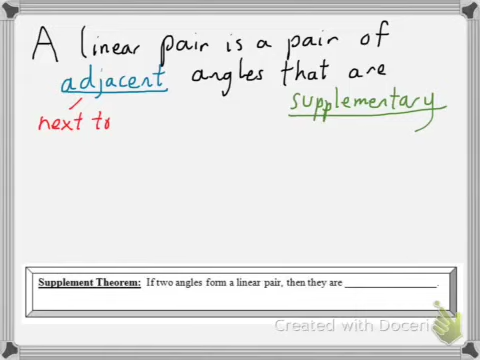 A linear pair is a pair of
adjacent angles that are
supplementary
next to
Supplement Theorem: If two angles form a linear pair, then they are ____________________.
Created with Doceri